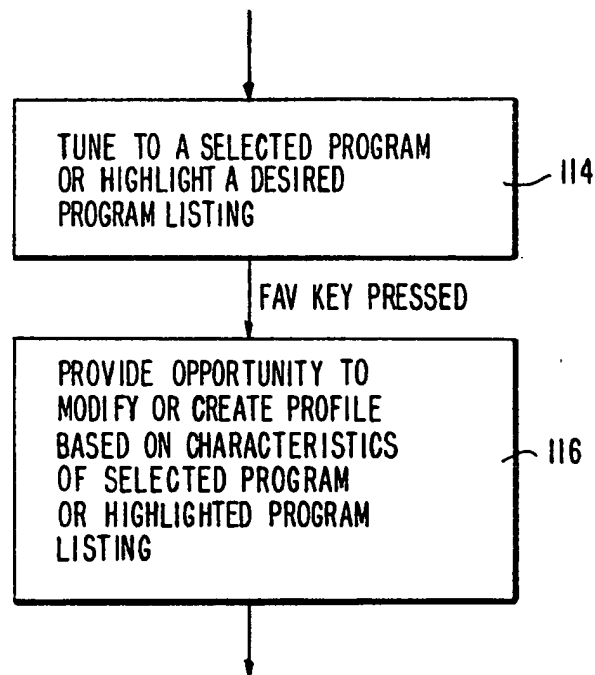 TUNE TO A SELECTED PROGRAM
OR HIGHLIGHT A DESIRED
PROGRAM LISTING
114
FAV KEY PRESSED
PROVIDE OPPORTUNITY TO
MODIFY OR CREATE PROFILE
BASED ON CHARACTERISTICS
OF SELECTED PROGRAM
OR HIGHLIGHTED PROGRAM
LISTING
116